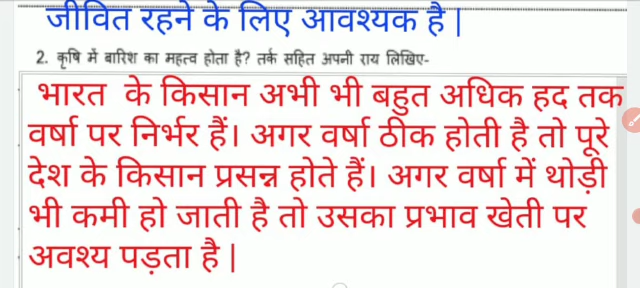 जीवित रहने के लिए आवश्यक है |
2. कृषि में बारिश का महत्व होता है? तर्क सहित अपनी राय लिखिए-
भारत के किसान अभी भी बहुत अधिक हद तक
वर्षा पर निर्भर हैं। अगर वर्षा ठीक होती है तो पूरे
देश के किसान प्रसन्न होते हैं। अगर वर्षा में थोड़ी
भी कमी हो जाती है तो उसका प्रभाव खेती पर
अवश्य पड़ता है |